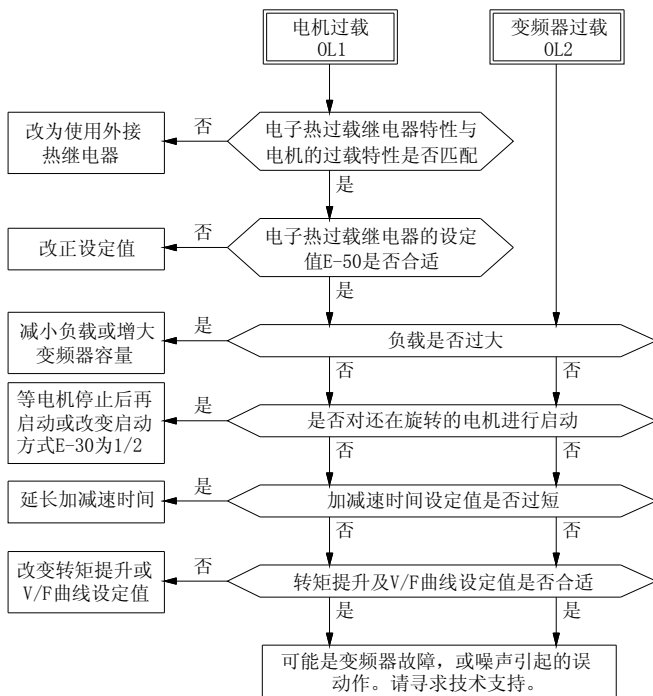 电机过载
OL1
变频器过载
OL2
改为使用外接
热继电器
否
电子热过载继电器特性与
电机的过载特性是否匹配
是
改正设定值
否
电子热过载继电器的设定
值E-50是否合适
是
减小负载或增大
变频器容量
是
负载是否过大
否
否
等电机停止后再
启动或改变启动
方式E-30为1/2
是
是否对还在旋转的电机进行启动
否
否
延长加减速时间
是
加减速时间设定值是否过短
否
否
改变转矩提升或
V/F曲线设定值
否
转矩提升及V/F曲线设定值是否合适
是
是
可能是变频器故障，或噪声引起的误
动作。请寻求技术支持。